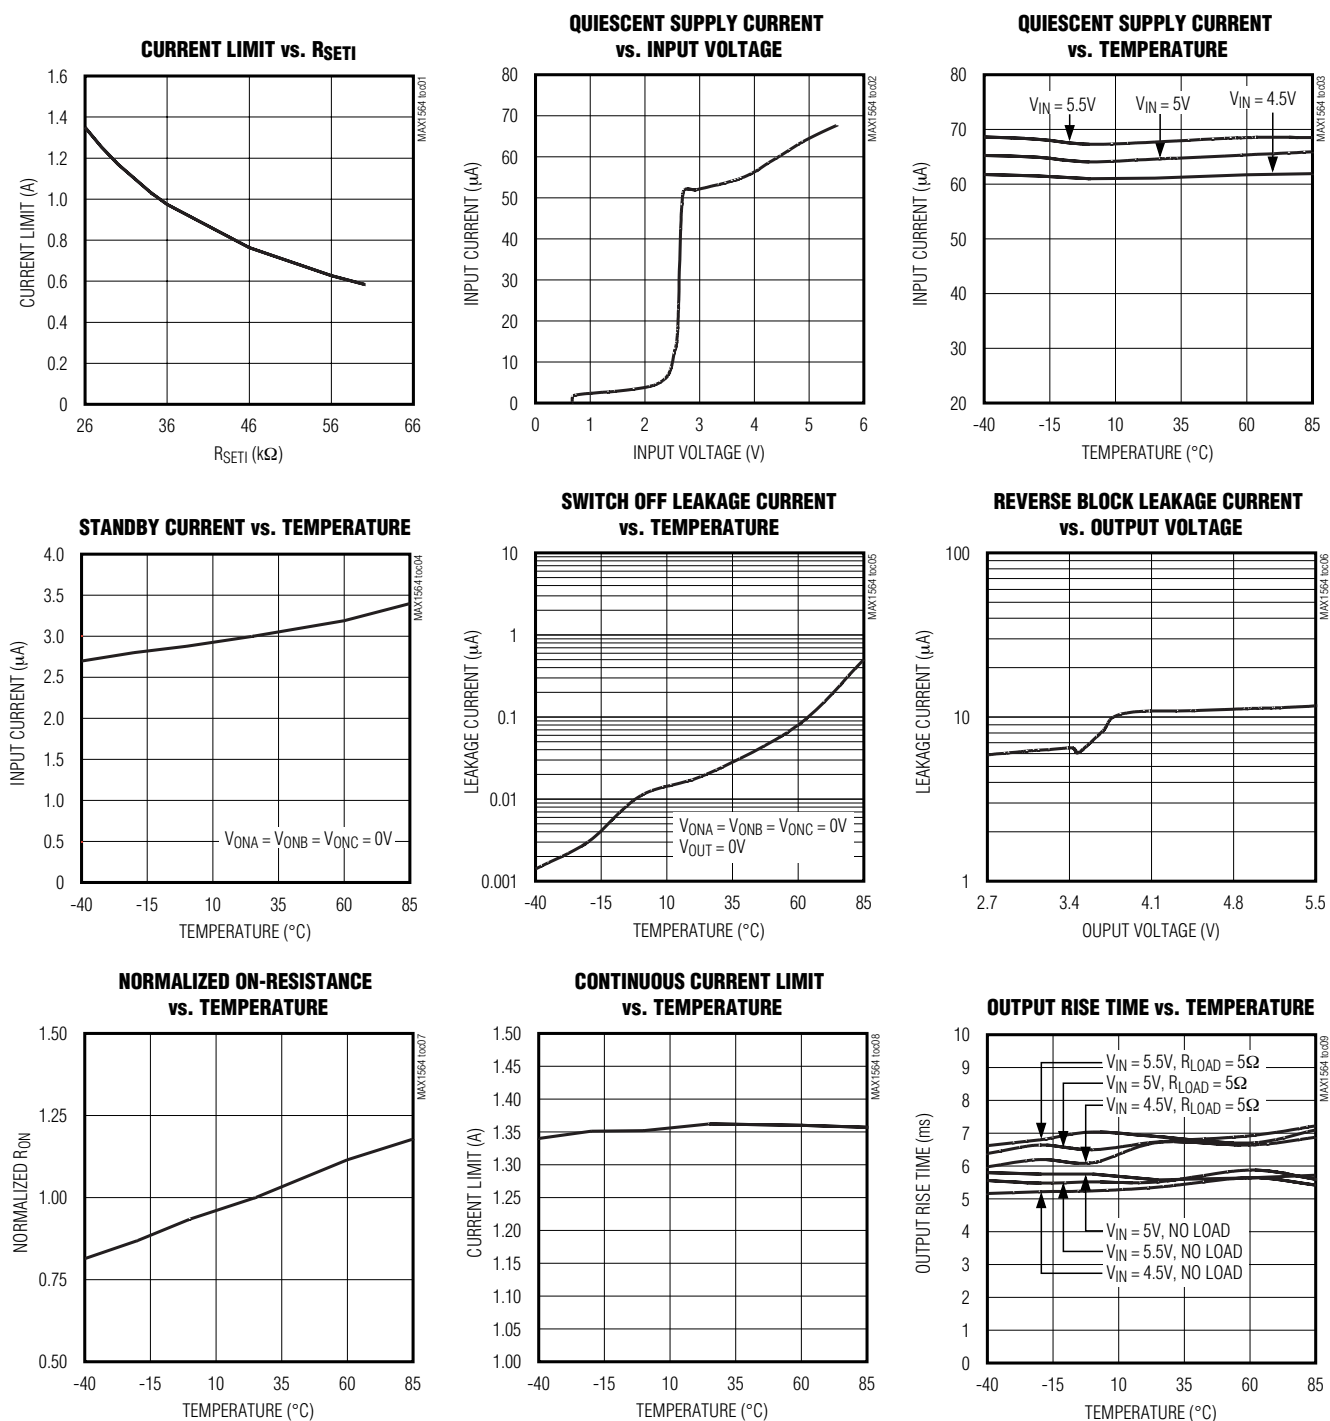 CURRENT LIMIT vs. RSETI
MAX1564 toc01
CURRENT LIMIT (A)
1.6
1.4
1.2
1.0
0.8
0.6
0.4
0.2
0
26 36 46 56 66
RSETI (kΩ)
QUIESCENT SUPPLY CURRENT
vs. INPUT VOLTAGE
MAX1564 toc02
INPUT CURRENT (μA)
80
70
60
50
40
30
20
10
0
0 1 2 3 4 5 6
INPUT VOLTAGE (V)
QUIESCENT SUPPLY CURRENT
vs. TEMPERATURE
MAX1564 toc03
INPUT CURRENT (μA)
80
70
60
50
40
30
20
VIN = 5.5V
VIN = 5V
VIN = 4.5V
-40 -15 10 35 60 85
TEMPERATURE (°C)
STANDBY CURRENT vs. TEMPERATURE
MAX1564 toc04
INPUT CURRENT (μA)
4.0
3.5
3.0
2.5
2.0
1.5
1.0
0.5
0
VONA = VONB = VONC = 0V
-40 -15 10 35 60 85
TEMPERATURE (°C)
SWITCH OFF LEAKAGE CURRENT
vs. TEMPERATURE
MAX1564 toc05
LEAKAGE CURRENT (μA)
10
1
0.1
0.01
0.001
VONA = VONB = VONC = 0V
VOUT = 0V
-40 -15 10 35 60 85
TEMPERATURE (°C)
REVERSE BLOCK LEAKAGE CURRENT
vs. OUTPUT VOLTAGE
MAX1564 toc06
LEAKAGE CURRENT (μA)
100
10
1
2.7 3.4 4.1 4.8 5.5
OUPUT VOLTAGE (V)
NORMALIZED ON-RESISTANCE
vs. TEMPERATURE
MAX1564 toc07
NORMALIZED RON
1.50
1.25
1.00
0.75
0.50
-40 -15 10 35 60 85
TEMPERATURE (°C)
CONTINUOUS CURRENT LIMIT
vs. TEMPERATURE
MAX1564 toc08
CURRENT LIMIT (A)
1.50
1.45
1.40
1.35
1.30
1.25
1.20
1.15
1.10
1.05
1.00
-40 -15 10 35 60 85
TEMPERATURE (°C)
OUTPUT RISE TIME vs. TEMPERATURE
MAX1564 toc09
OUTPUT RISE TIME (ms)
10
9
8
7
6
5
4
3
2
1
0
VIN = 5.5V, RLOAD = 5Ω
VIN = 5V, RLOAD = 5Ω
VIN = 4.5V, RLOAD = 5Ω
VIN = 5V, NO LOAD
VIN = 5.5V, NO LOAD
VIN = 4.5V, NO LOAD
-40 -15 10 35 60 85
TEMPERATURE (°C)